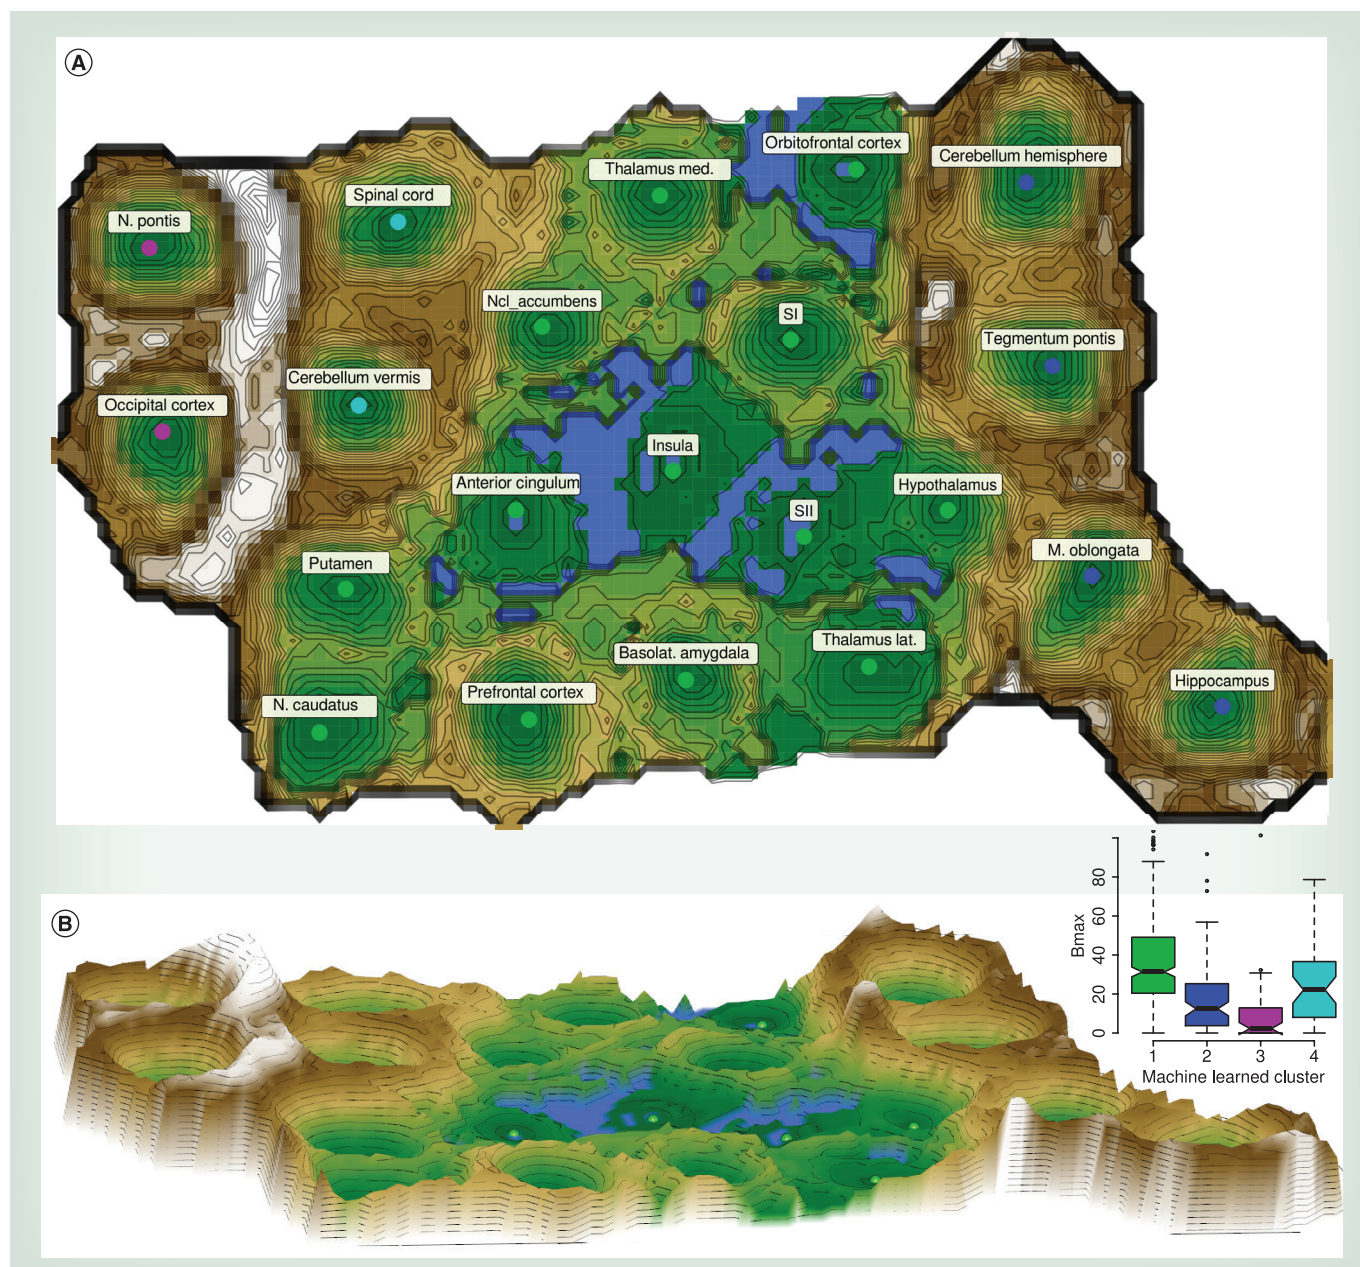 A
Orbitofrontal cortex
Cerebellum hemisphere
Thalamus med.
Spinal cord
N. pontis
Ncl_accumbens
SI
Tegmentum pontis
Cerebellum vermis
Occipital cortex
Insula
Anterior cingulum
Hypothalamus
SII
M. oblongata
Putamen
Thalamus lat.
Basolat. amygdala
Hippocampus
Prefrontal cortex
N. caudatus
B
Bmax
80
60
40
20
0
1 2 3 4
Machine learned cluster